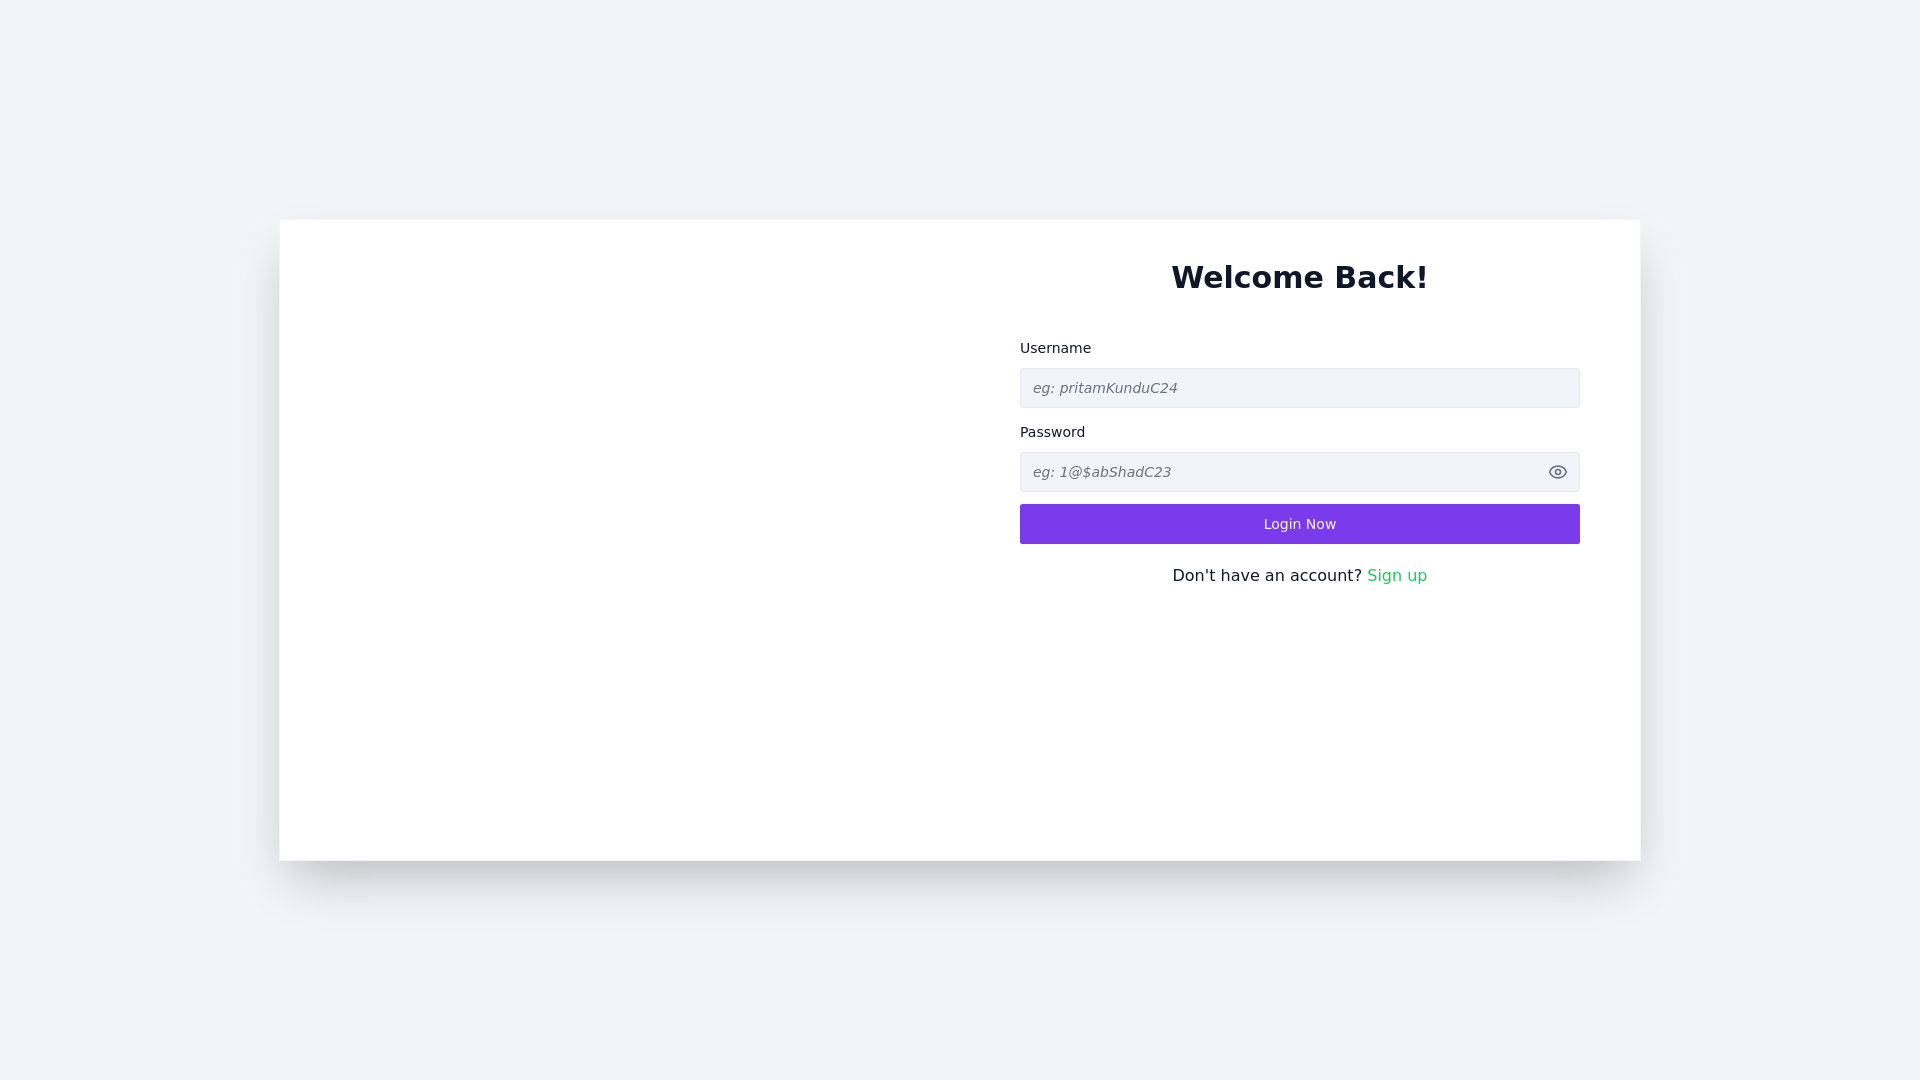 Welcome Back!
Username
eg: pritamKunduC24
Password
eg: 1@$abShadC23
Login Now
Don't have an account? Sign up